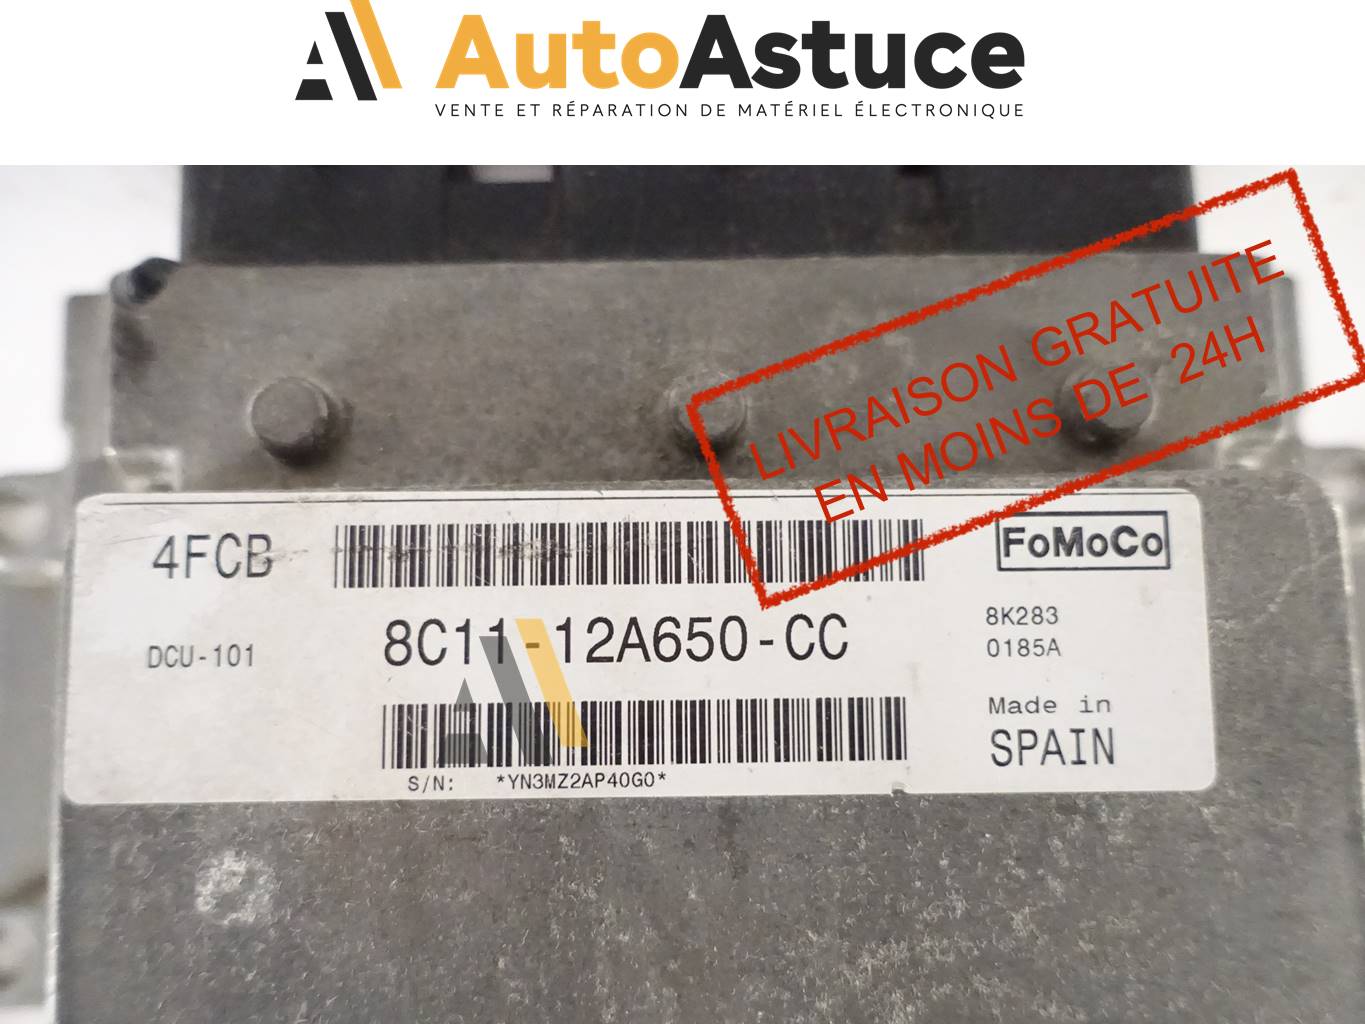 AutoAstuce
VENTE ET RÉPARATION DE MATÉRIEL ÉLECTRONIQUE
LIVRAISON GRATUITE
EN MOINS DE 24H
4FCB
FoMoCo
DCU-101
8C11-12A650-CC
8K283
0185A
Made in
SPAIN
S/N: *YN3MZ2AP40G0*